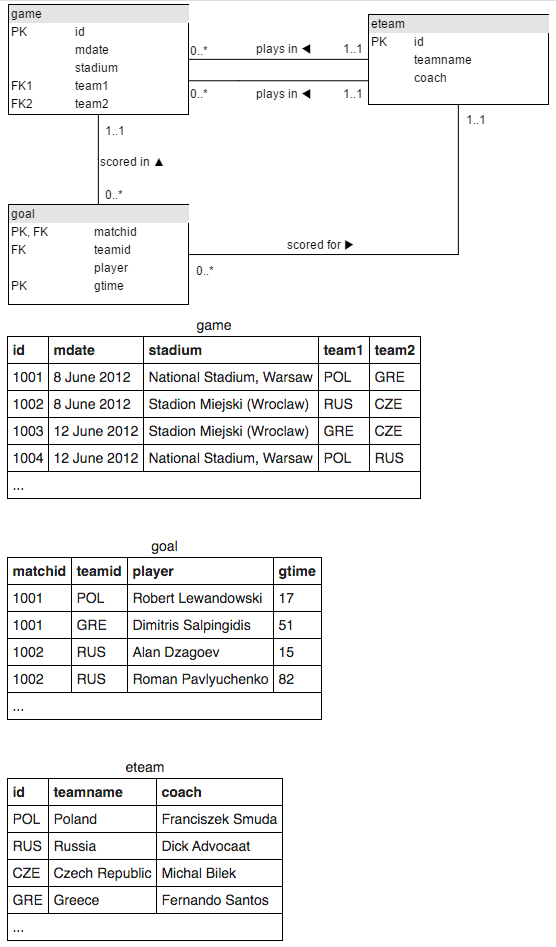 game
PK id
mdate
stadium
FK1 team1
FK2 team2
eteam
PK id
teamname
coach
0..* plays in ◀ 1..1
0..* plays in ◀ 1..1
1..1
scored in ▲
0..*
1..1
goal
PK, FK matchid
FK teamid
player
PK gtime
scored for ▶
0..*
game
id mdate stadium team1 team2
1001 8 June 2012 National Stadium, Warsaw POL GRE
1002 8 June 2012 Stadion Miejski (Wroclaw) RUS CZE
1003 12 June 2012 Stadion Miejski (Wroclaw) GRE CZE
1004 12 June 2012 National Stadium, Warsaw POL RUS
...
goal
matchid teamid player gtime
1001 POL Robert Lewandowski 17
1001 GRE Dimitris Salpingidis 51
1002 RUS Alan Dzagoev 15
1002 RUS Roman Pavlyuchenko 82
...
eteam
id teamname coach
POL Poland Franciszek Smuda
RUS Russia Dick Advocaat
CZE Czech Republic Michal Bilek
GRE Greece Fernando Santos
...